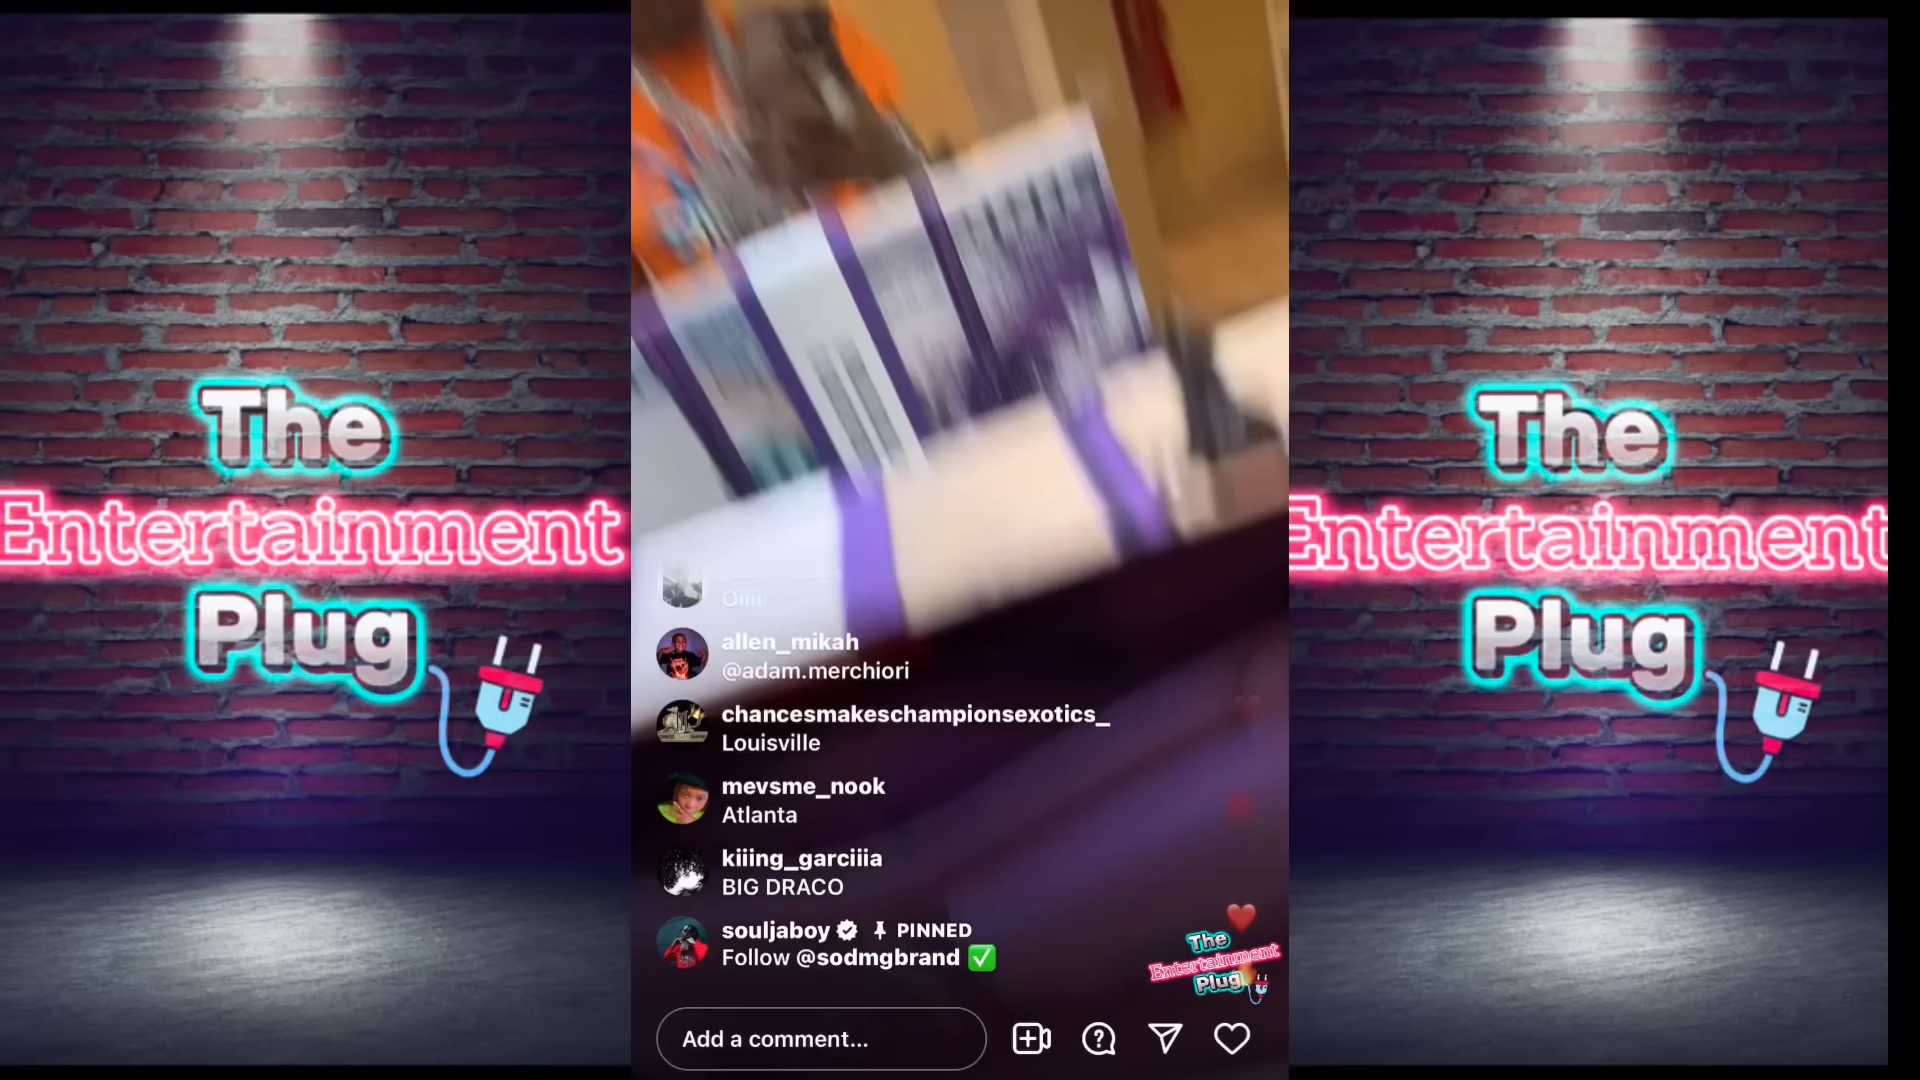 The
Entertainment
Plug
Oiiii
allen_mikah
@adam.merchiori
chancesmakeschampionsexotics_
Louisville
mevsme_nook
Atlanta
kiiing_garciiia
BIG DRACO
souljaboy PINNED
Follow @sodmgbrand ✅
Add a comment...
The
Entertainment
Plug
The
Entertainment
Plug